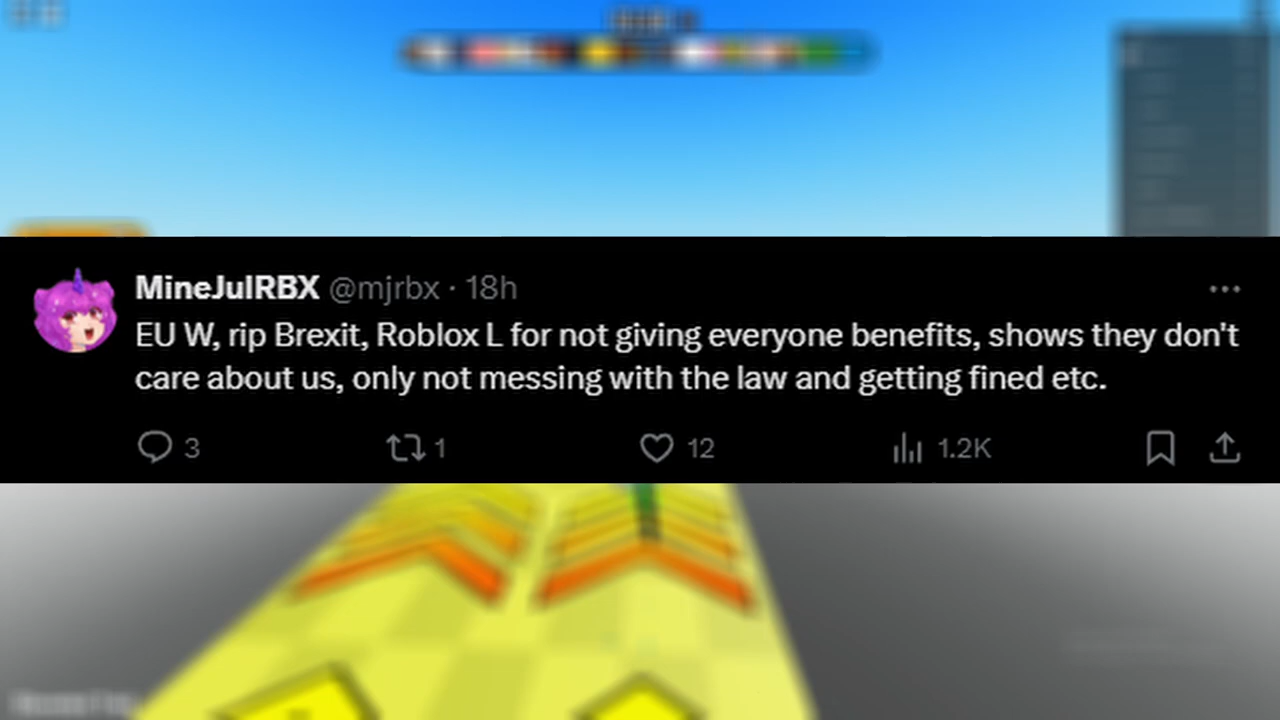 MineJulRBX @mjrbx · 18h
EU W, rip Brexit, Roblox L for not giving everyone benefits, shows they don't
care about us, only not messing with the law and getting fined etc.
3 1 12 1.2K